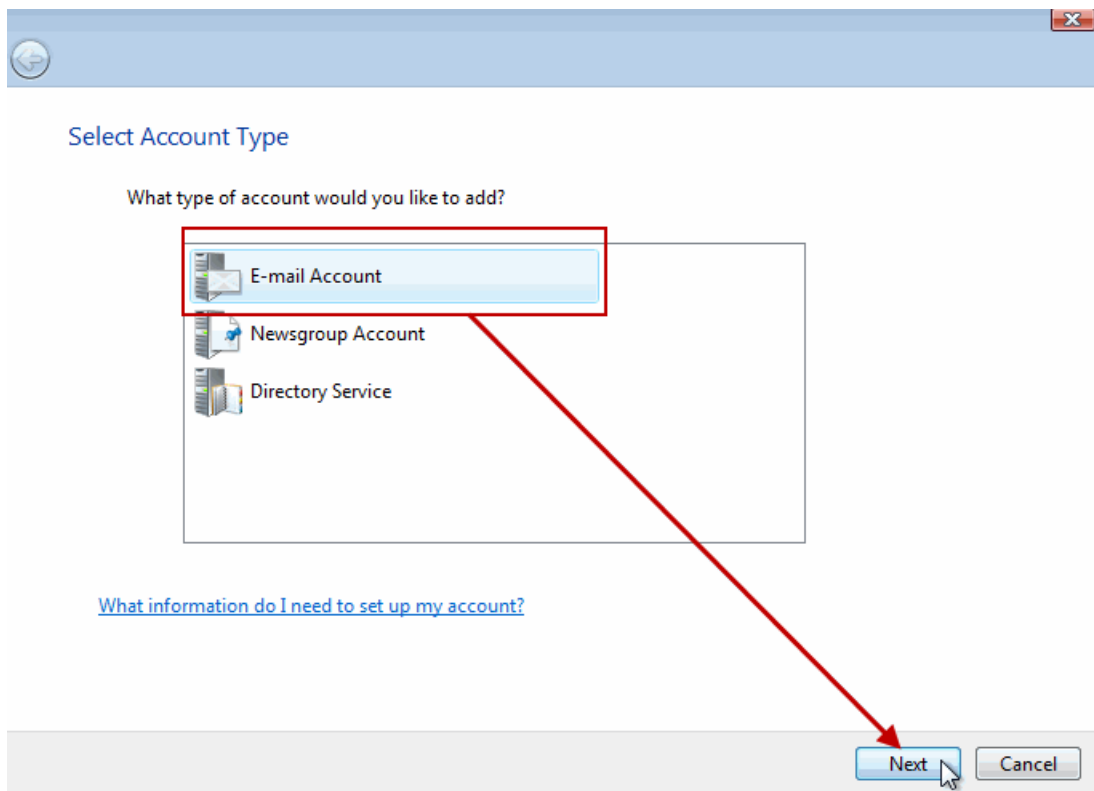 Select Account Type
What type of account would you like to add?
E-mail Account
Newsgroup Account
Directory Service
What information do I need to set up my account?
Next
Cancel